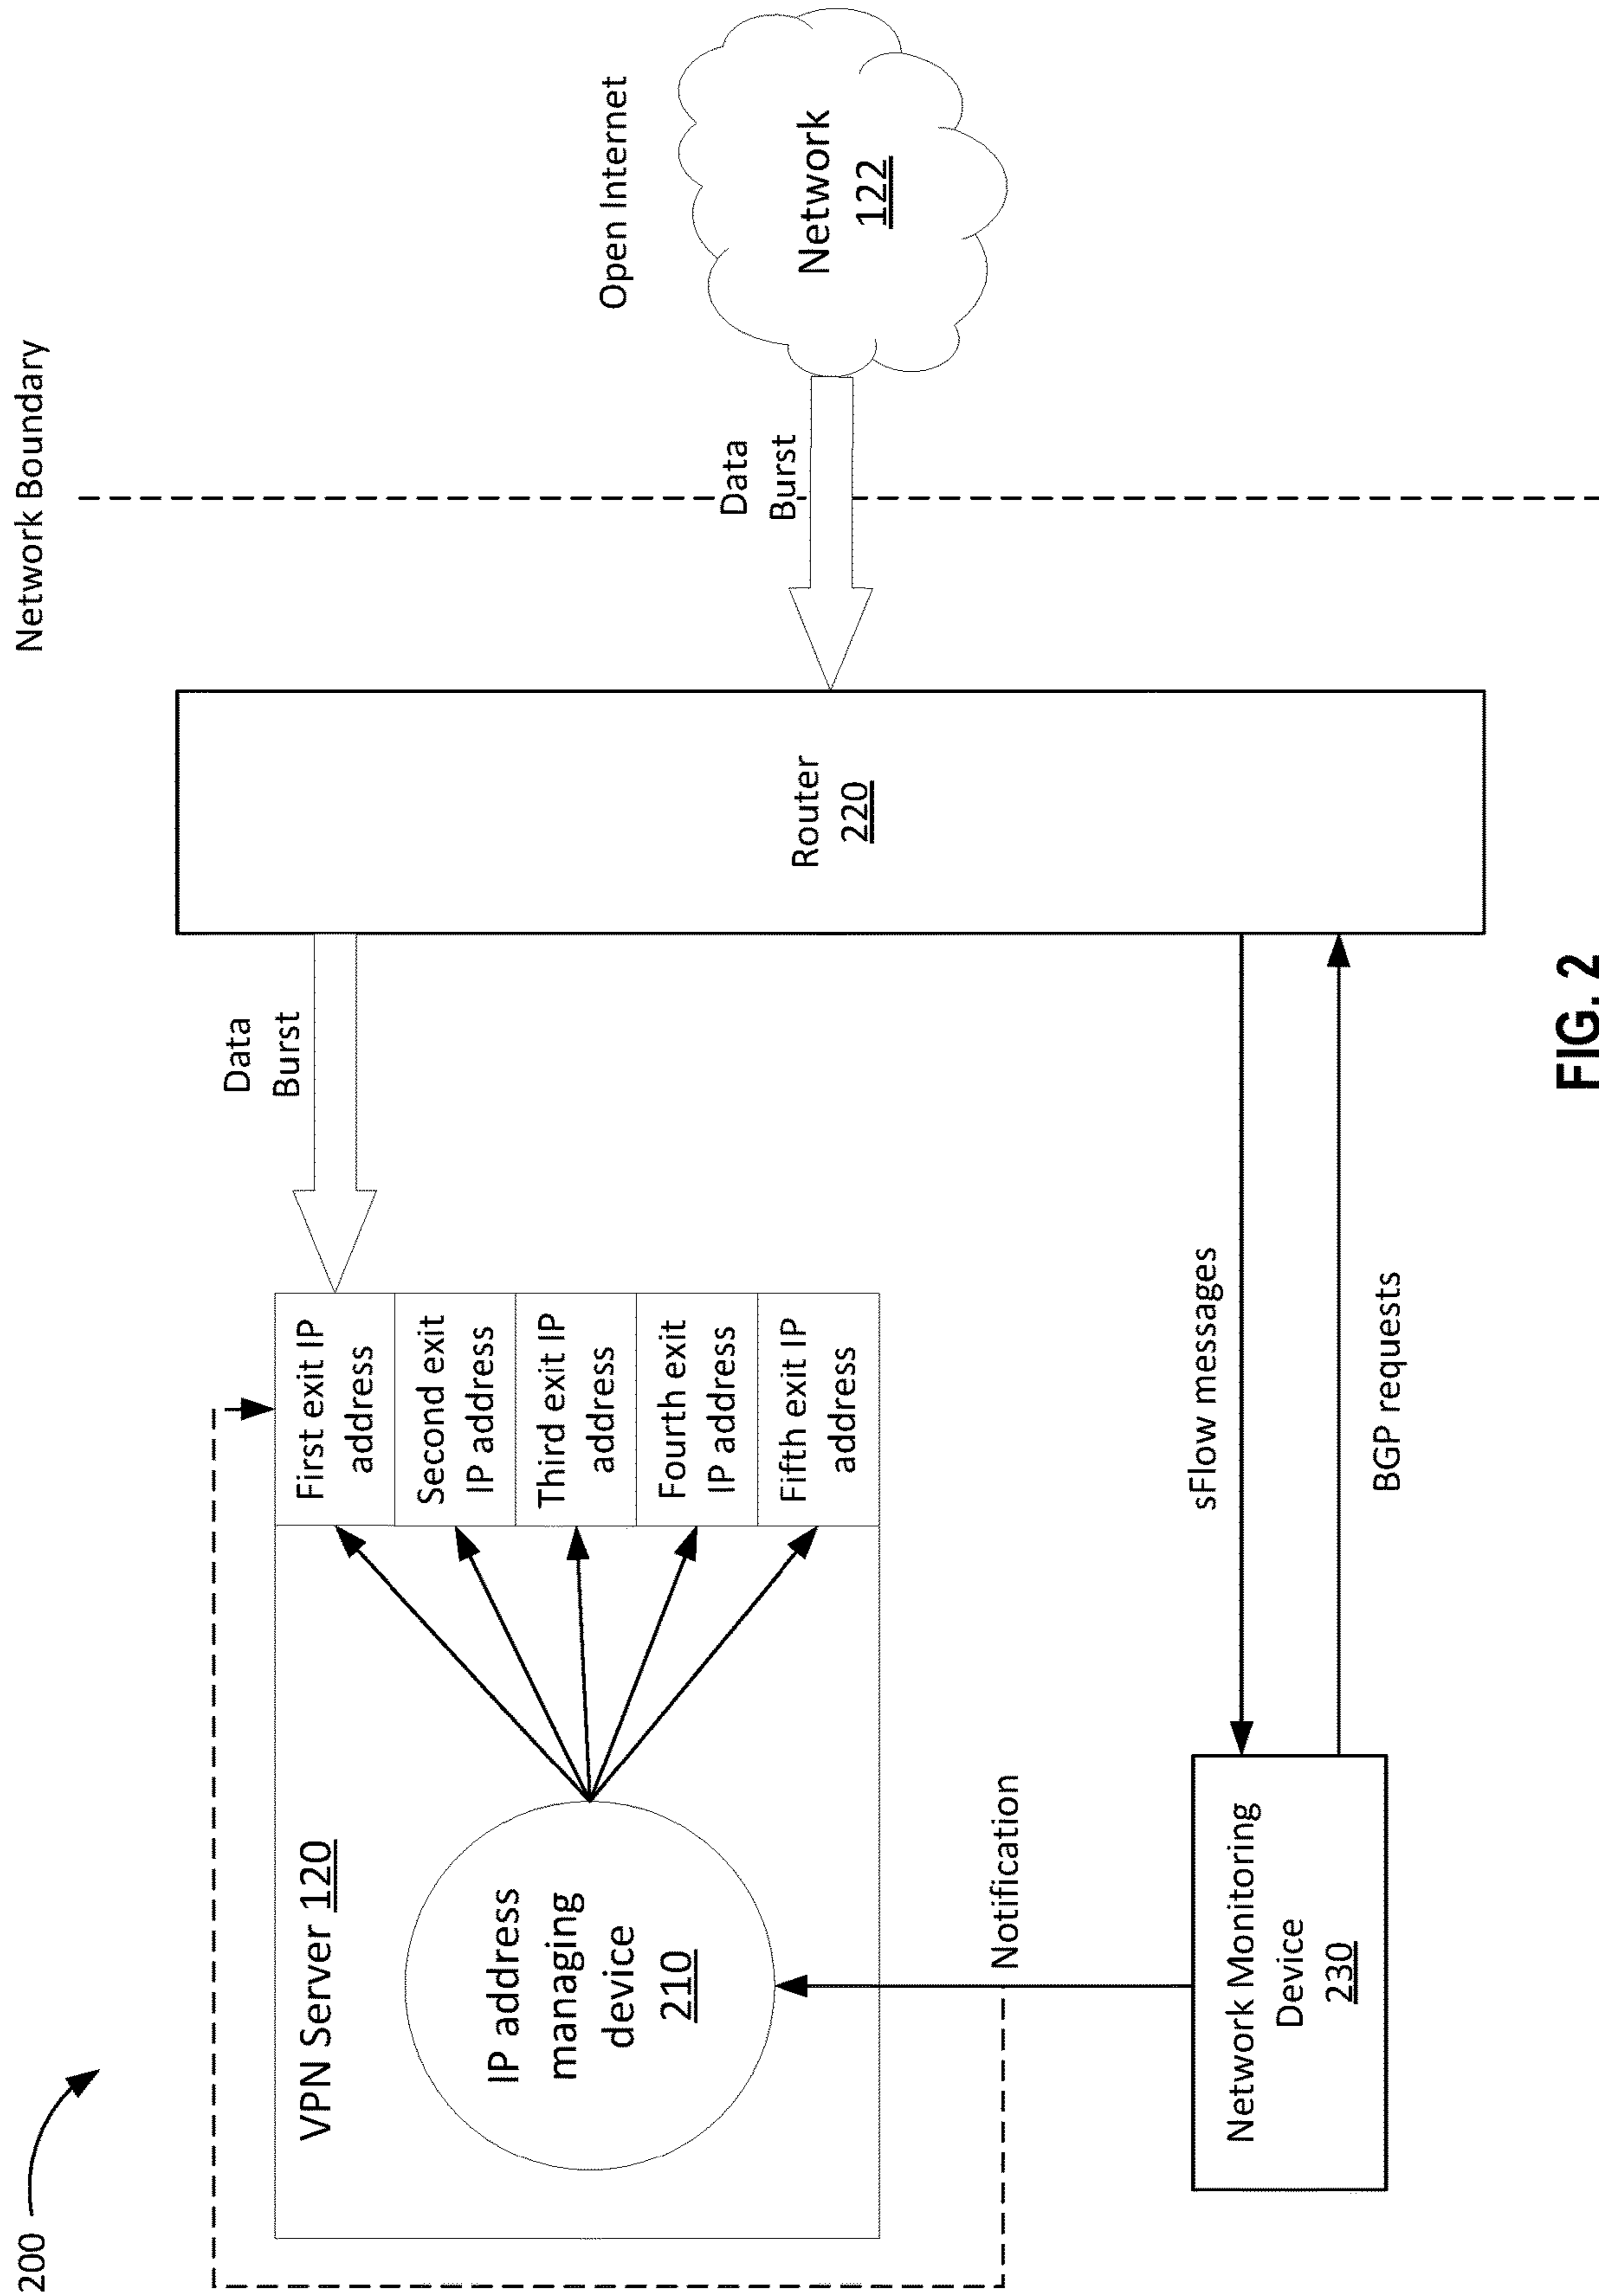 200
Network Boundary
VPN Server 120
IP address
managing
device
210
First exit IP
address
Second exit
IP address
Third exit IP
address
Fourth exit
IP address
Fifth exit IP
address
Data
Burst
Router
220
Data
Burst
Open Internet
Network
122
Notification
sFlow messages
BGP requests
Network Monitoring
Device
230
FIG. 2